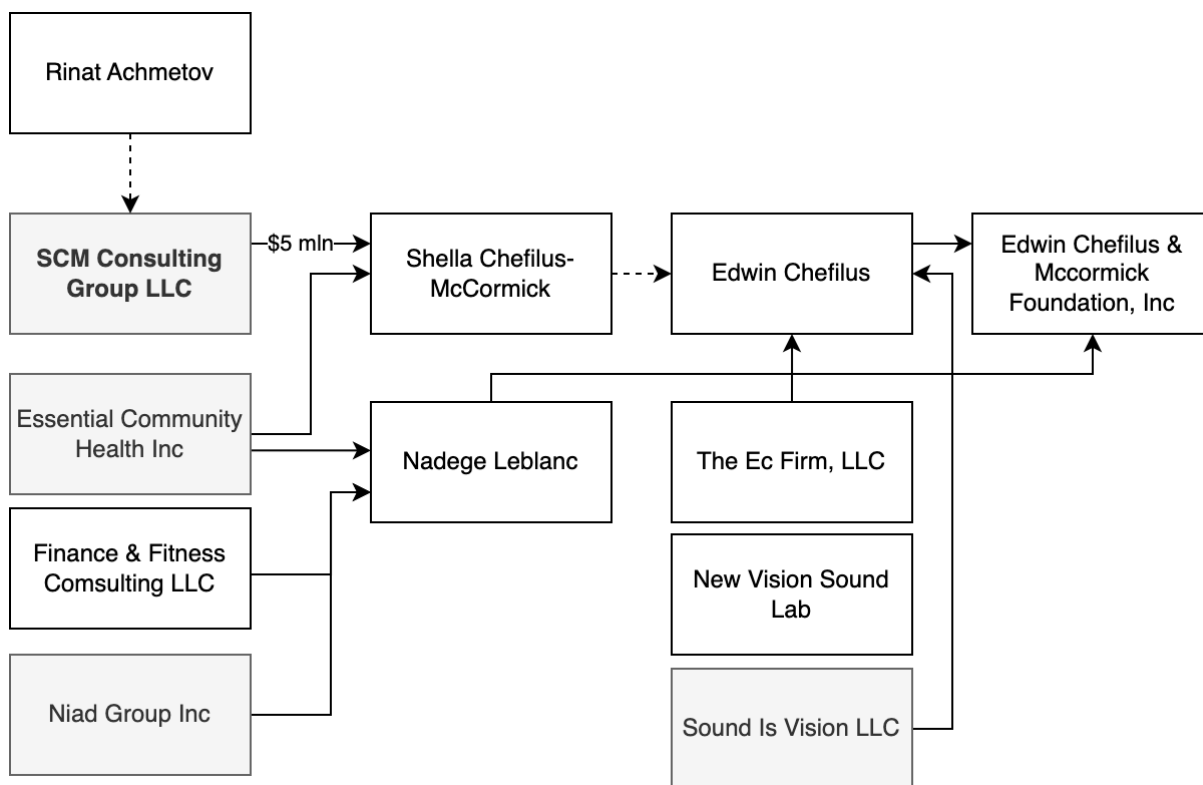 Rinat Achmetov
SCM Consulting
Group LLC
$5 mln
Shella Chefilus-
McCormick
Edwin Chefilus
Edwin Chefilus &
Mccormick
Foundation, Inc
Essential Community
Health Inc
Nadege Leblanc
The Ec Firm, LLC
Finance & Fitness
Comsulting LLC
New Vision Sound
Lab
Niad Group Inc
Sound Is Vision LLC